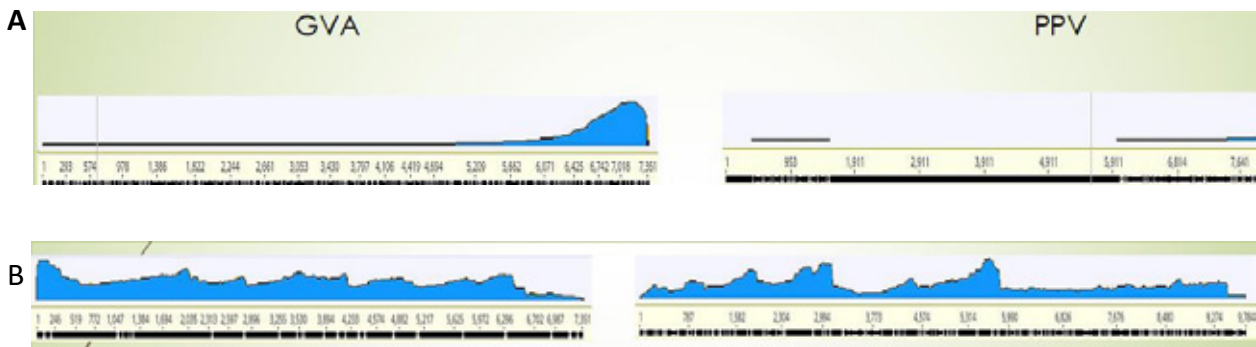 A
GVA
PPV
1 293 574 978 1,386 1,822 2,244 2,661 3,053 3,430 3,797 4,106 4,419 4,694 5,209 5,662 6,071 6,425 6,742 7,018 7,351
1 953 1,911 2,911 3,911 4,911 5,911 6,814 7,641
B
1 246 519 772 1,047 1,384 1,694 2,005 2,313 2,597 2,896 3,255 3,530 3,894 4,203 4,574 4,882 5,217 5,625 5,972 6,296 6,702 6,987 7,351
1 787 1,582 2,304 2,994 3,773 4,574 5,314 5,990 6,826 7,676 8,480 9,274